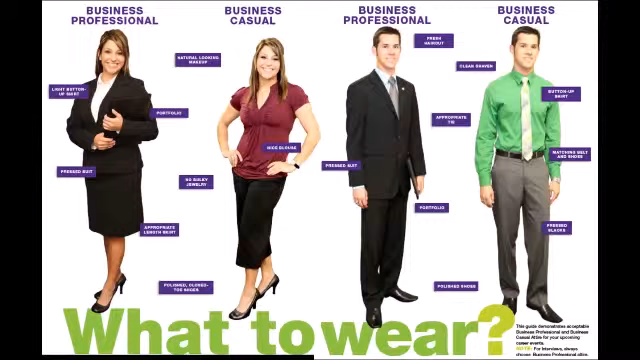 BUSINESS
PROFESSIONAL
BUSINESS
CASUAL
BUSINESS
PROFESSIONAL
BUSINESS
CASUAL
LIGHT BUTTON-
UP SHIRT
PORTFOLIO
PRESSED SUIT
APPROPRIATE
LENGTH SKIRT
NATURAL LOOKING
MAKEUP
NICE BLOUSE
NO BULKY
JEWELRY
POLISHED, CLOSED-
TOE SHOES
FRESH
HAIRCUT
APPROPRIATE
TIE
PRESSED SUIT
PORTFOLIO
POLISHED SHOES
CLEAN SHAVEN
BUTTON-UP
SHIRT
MATCHING BELT
AND SHOES
PRESSED
SLACKS
What to wear?
This guide demonstrates acceptable
Business Professional and Business
Casual Attire for your upcoming
career events.
NOTE: For interviews, always
choose Business Professional attire.